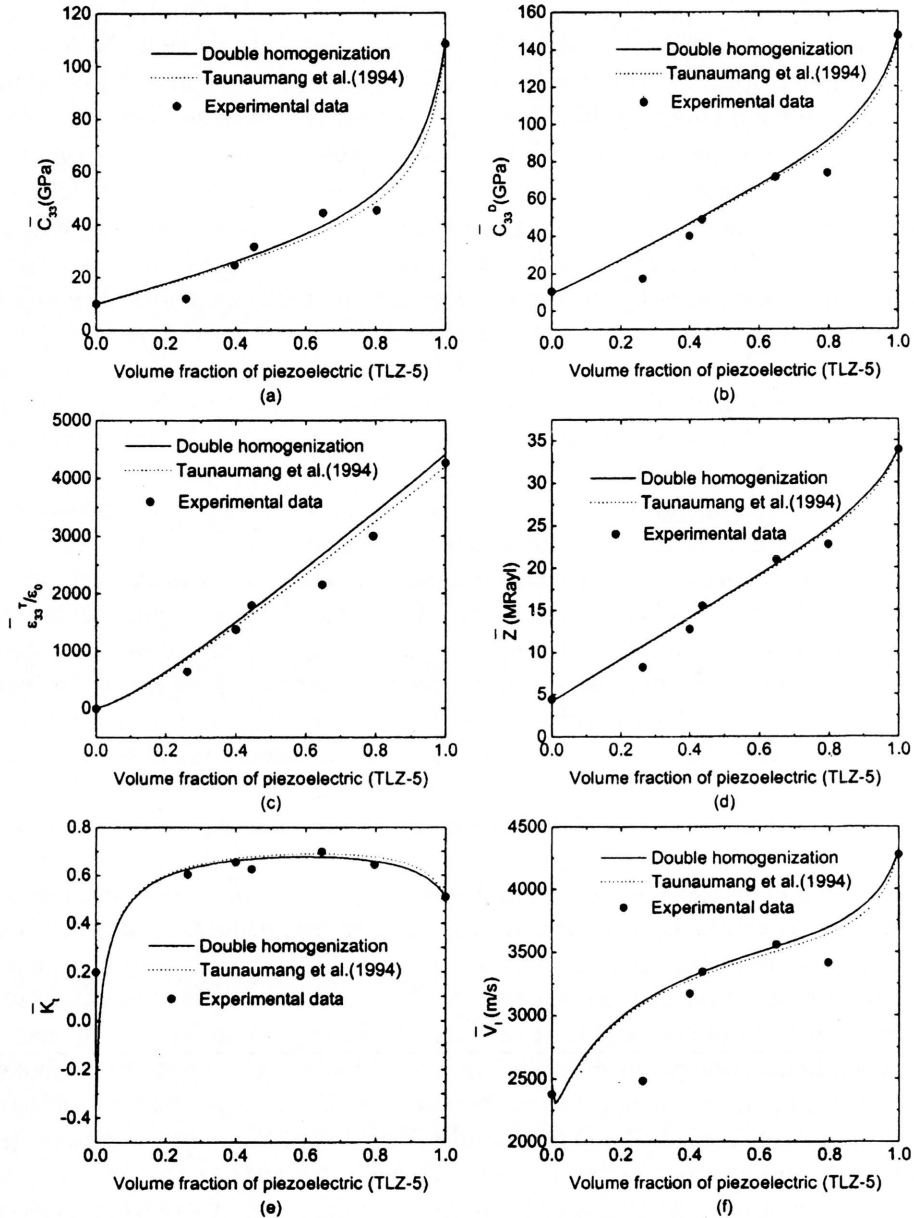 Double homogenization
Taunaumang et al.(1994)
Experimental data
120
100
80
60
40
20
0
C̄33(GPa)
0.0 0.2 0.4 0.6 0.8 1.0
Volume fraction of piezoelectric (TLZ-5)
(a)
Double homogenization
Taunaumang et al.(1994)
Experimental data
160
140
120
100
80
60
40
20
0
C̄33^D(GPa)
0.0 0.2 0.4 0.6 0.8 1.0
Volume fraction of piezoelectric (TLZ-5)
(b)
Double homogenization
Taunaumang et al.(1994)
Experimental data
5000
4000
3000
2000
1000
0
ε̄33^T/ε0
0.0 0.2 0.4 0.6 0.8 1.0
Volume fraction of piezoelectric (TLZ-5)
(c)
Double homogenization
Taunaumang et al.(1994)
Experimental data
35
30
25
20
15
10
5
0
Z̄ (MRayl)
0.0 0.2 0.4 0.6 0.8 1.0
Volume fraction of piezoelectric (TLZ-5)
(d)
0.8
0.6
0.4
0.2
0.0
-0.2
-0.4
K̄t
Double homogenization
Taunaumang et al.(1994)
Experimental data
0.0 0.2 0.4 0.6 0.8 1.0
Volume fraction of piezoelectric (TLZ-5)
(e)
Double homogenization
Taunaumang et al.(1994)
Experimental data
4500
4000
3500
3000
2500
2000
V̄l (m/s)
0.0 0.2 0.4 0.6 0.8 1.0
Volume fraction of piezoelectric (TLZ-5)
(f)